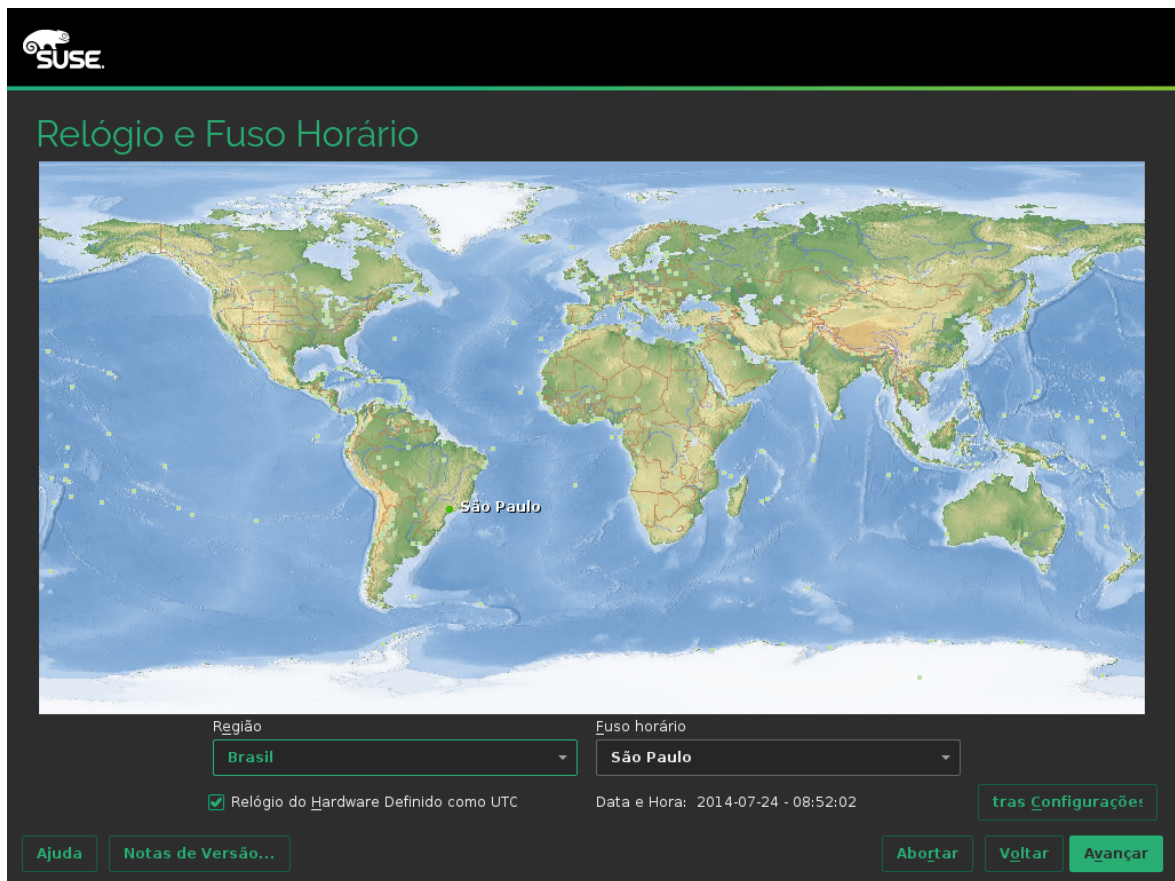 SUSE.
Relógio e Fuso Horário
São Paulo
Região
Fuso horário
Brasil
São Paulo
Relógio do Hardware Definido como UTC
Data e Hora: 2014-07-24 - 08:52:02
tras Configurações
Ajuda
Notas de Versão...
Abortar
Voltar
Avançar